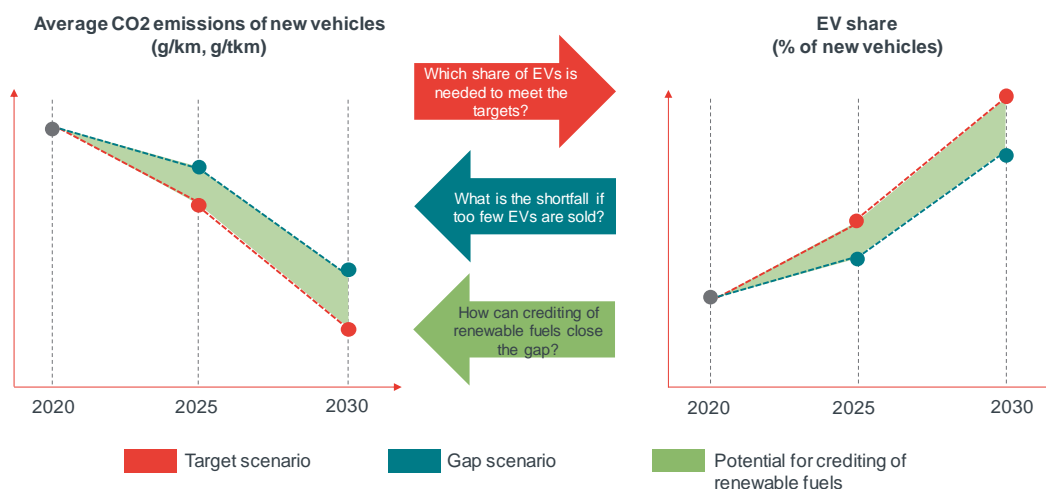 Average CO2 emissions of new vehicles
(g/km, g/tkm)
EV share
(% of new vehicles)
Which share of EVs is
needed to meet the
targets?
What is the shortfall if
too few EVs are sold?
How can crediting of
renewable fuels close
the gap?
2020
2025
2030
2020
2025
2030
Target scenario
Gap scenario
Potential for crediting of
renewable fuels